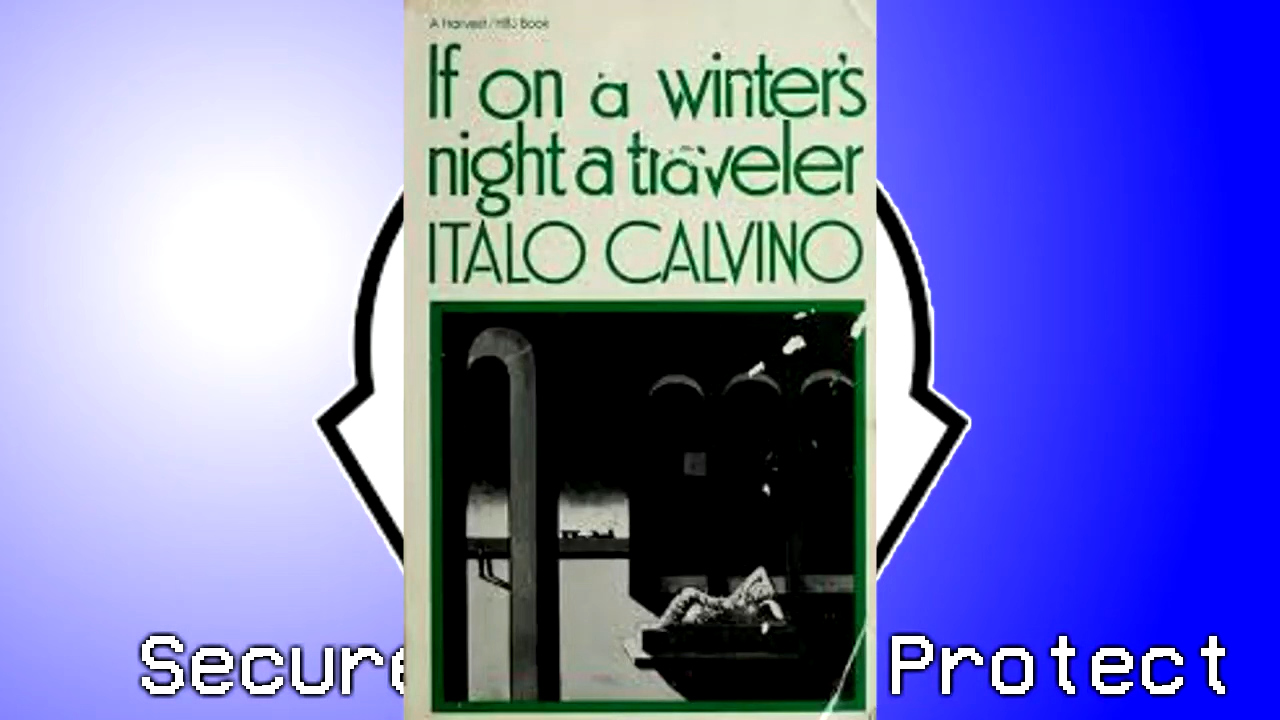 A Harvest/HBJ Book
If on a winter's
night a traveler
ITALO CALVINO
Secure Protect